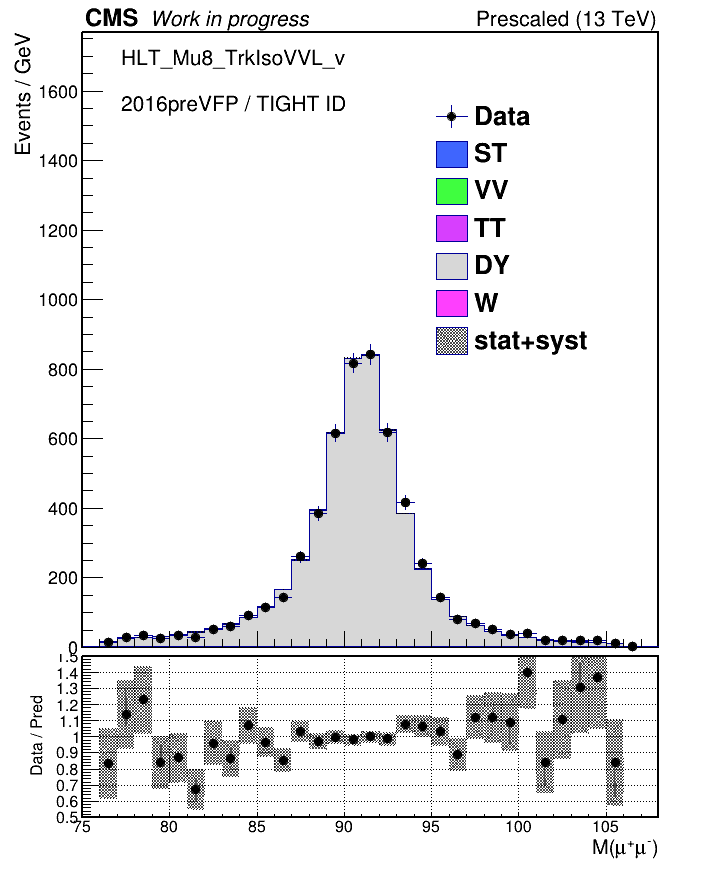 CMS Work in progress Prescaled (13 TeV)
Events / GeV
HLT_Mu8_TrkIsoVVL_v
2016preVFP / TIGHT ID
Data
ST
VV
TT
DY
W
stat+syst
1600
1400
1200
1000
800
600
400
200
0
Data / Pred
1.5
1.4
1.3
1.2
1.1
1
0.9
0.8
0.7
0.6
0.5
75 80 85 90 95 100 105
M(μ⁺μ⁻)